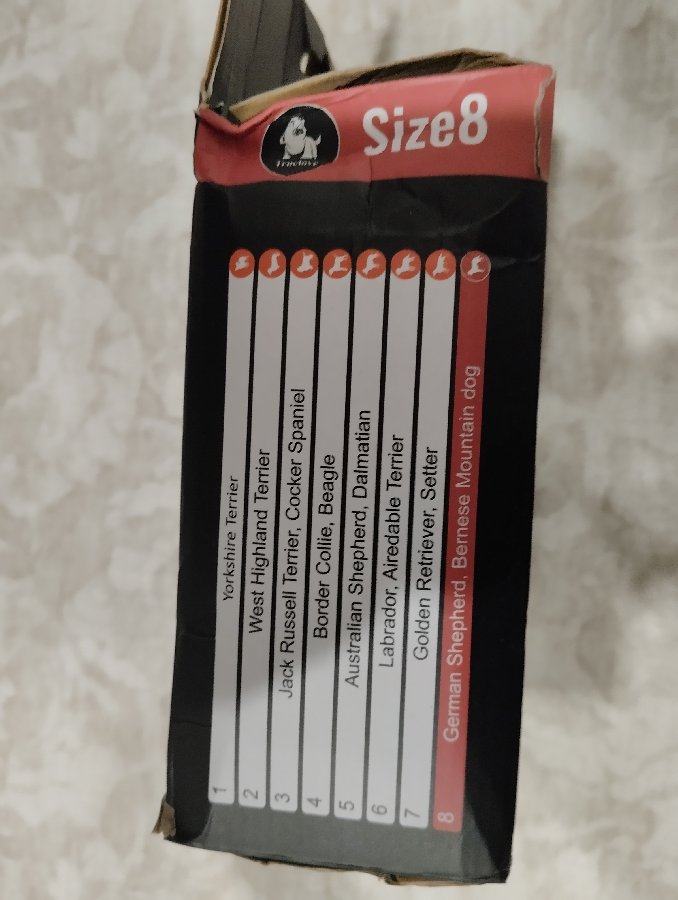 Truelove
Size8
1 Yorkshire Terrier
2 West Highland Terrier
3 Jack Russell Terrier, Cocker Spaniel
4 Border Collie, Beagle
5 Australian Shepherd, Dalmatian
6 Labrador, Airedable Terrier
7 Golden Retriever, Setter
8 German Shepherd, Bernese Mountain dog